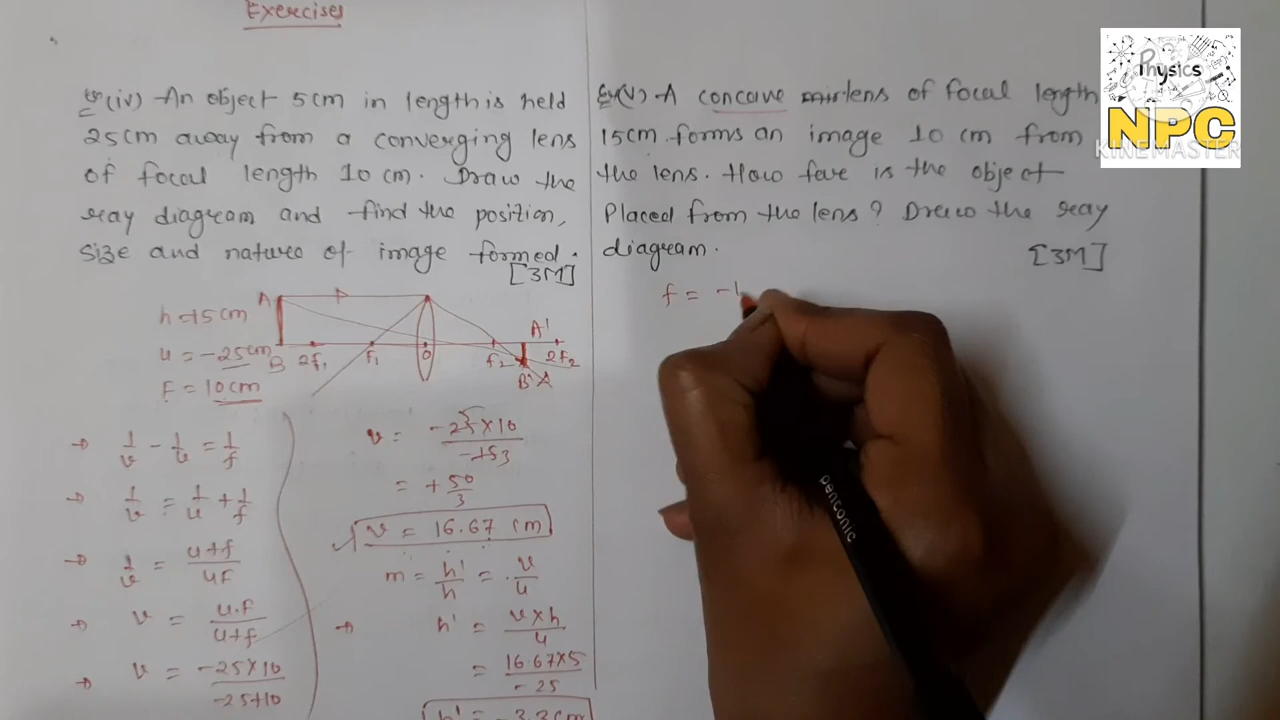 Exercises
Ex(iv) An object 5cm in length is held
25cm away from a converging lens
of focal length 10 cm. Draw the
ray diagram and find the position,
size and nature of image formed.
[3M]
h = +5cm
u = -25cm
F = 10cm
A
B
2f₁
f₁
O
f₂
2f₂
A'
B'
→ 1/v - 1/u = 1/f
→ 1/v = 1/u + 1/f
→ 1/v = u+f/uf
→ v = u.f/u+f
→ v = -25×10/-25+10
v = -25×10/-15
= +50/3
v = 16.67 cm
m = h'/h = v/u
→ h' = v×h/u
= 16.67×5/-25
h' = -3.3cm
Ex(v) A concave lens of focal length
15cm forms an image 10 cm from
the lens. How far is the object
Placed from the lens? Draw the ray
diagram.
[3M]
f = -1
Physics
NPC
KINEMASTER
penconic